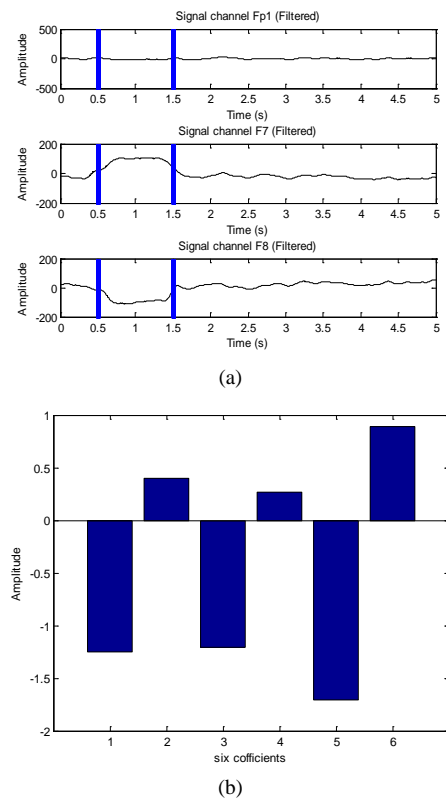 Signal channel Fp1 (Filtered)
500
0
-500
Amplitude
0 0.5 1 1.5 2 2.5 3 3.5 4 4.5 5
Time (s)
Signal channel F7 (Filtered)
200
0
-200
Amplitude
0 0.5 1 1.5 2 2.5 3 3.5 4 4.5 5
Time (s)
Signal channel F8 (Filtered)
200
0
-200
Amplitude
0 0.5 1 1.5 2 2.5 3 3.5 4 4.5 5
Time (s)
(a)
1
0.5
0
-0.5
-1
-1.5
-2
Amplitude
1 2 3 4 5 6
six cofficients
(b)